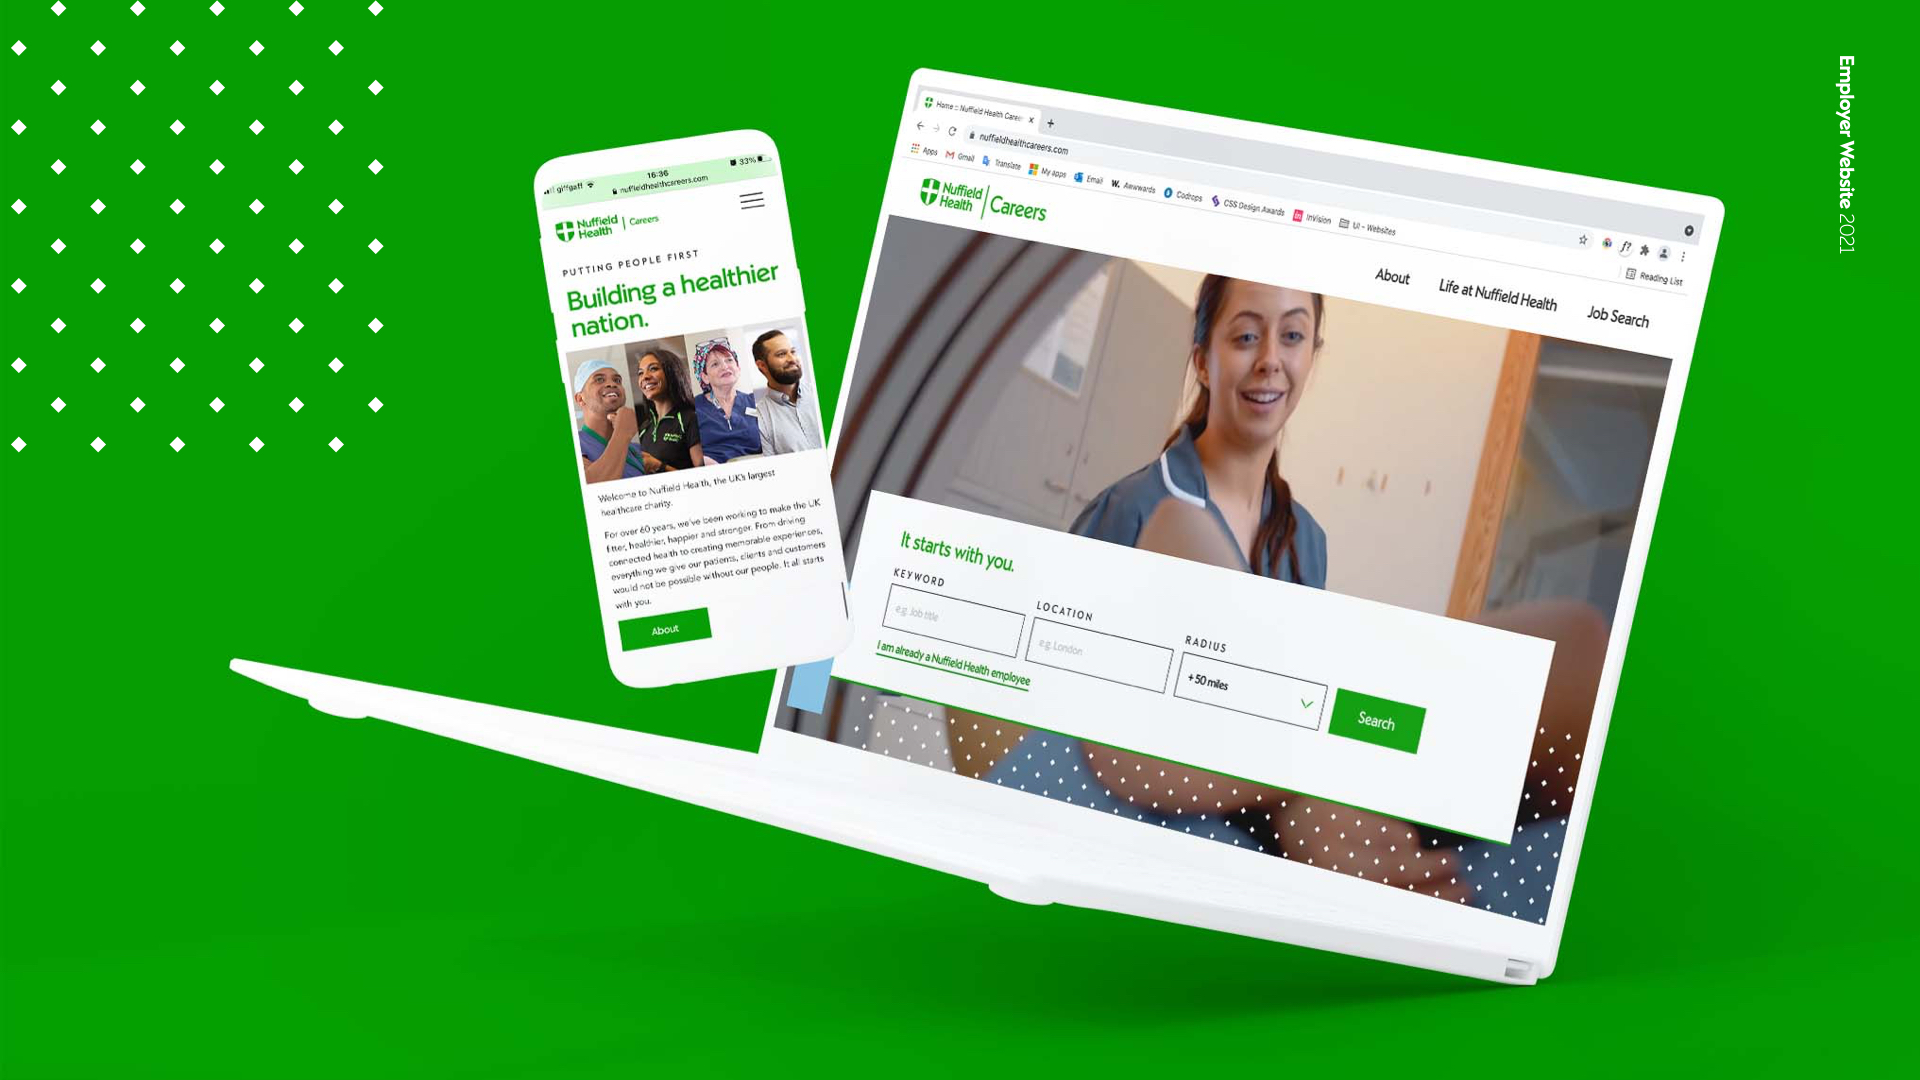 Employer Website 2021
giffgaff
16:36
33%
nuffieldhealthcareers.com
Nuffield
Health
Careers
PUTTING PEOPLE FIRST
Building a healthier
nation.
Welcome to Nuffield Health, the UK's largest
healthcare charity.
For over 60 years, we've been working to make the UK
fitter, healthier, happier and stronger. From driving
connected health to creating memorable experiences,
everything we give our patients, clients and customers
would not be possible without our people. It all starts
with you.
About
Home :: Nuffield Health Career
nuffieldhealthcareers.com
Apps Gmail Translate My apps Email W. Awwwards Codrops CSS Design Awards in InVision UI - Websites
f?
Reading List
Nuffield
Health
Careers
About Life at Nuffield Health Job Search
It starts with you.
KEYWORD
e.g. Job title
LOCATION
e.g. London
RADIUS
+ 50 miles
Search
I am already a Nuffield Health employee